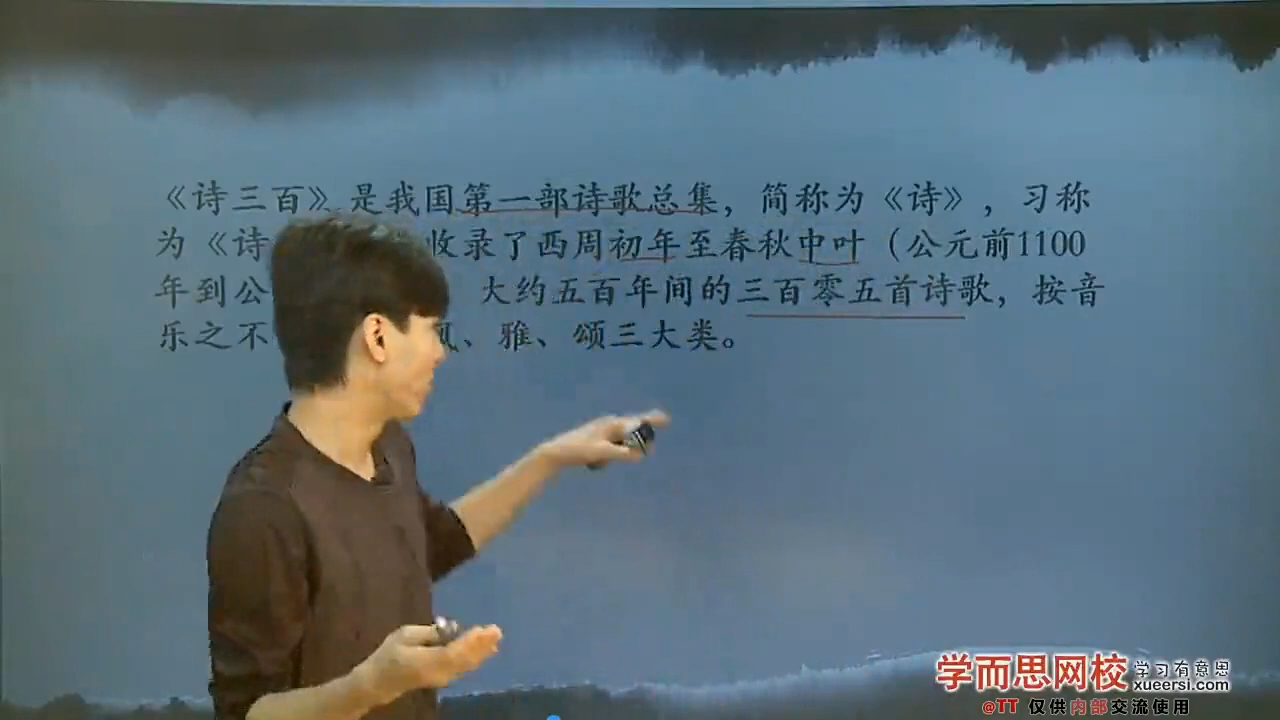 《诗三百》是我国第一部诗歌总集，简称为《诗》，习称
为《诗 收录了西周初年至春秋中叶（公元前1100
年到公 大约五百年间的三百零五首诗歌，按音
乐之不 、雅、颂三大类。
学而思网校 学习有意思
xueersi.com
@TT 仅供内部交流使用